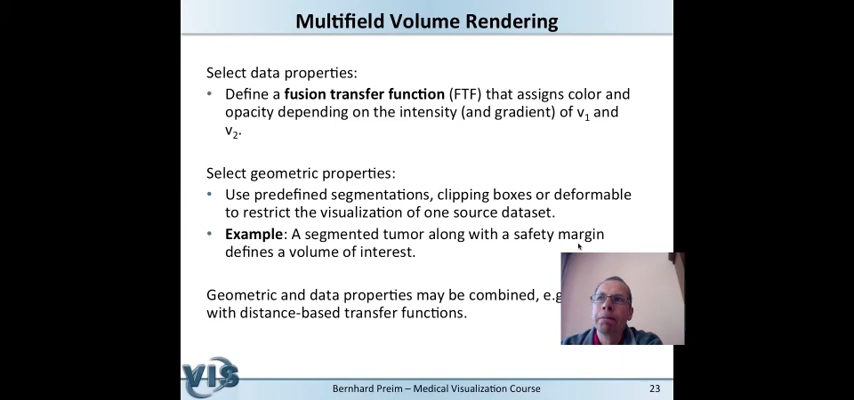 Multifield Volume Rendering
Select data properties:
• Define a fusion transfer function (FTF) that assigns color and
opacity depending on the intensity (and gradient) of v1 and
v2.
Select geometric properties:
• Use predefined segmentations, clipping boxes or deformable
to restrict the visualization of one source dataset.
• Example: A segmented tumor along with a safety margin
defines a volume of interest.
Geometric and data properties may be combined, e.g
with distance-based transfer functions.
VIS
Bernhard Preim – Medical Visualization Course
23